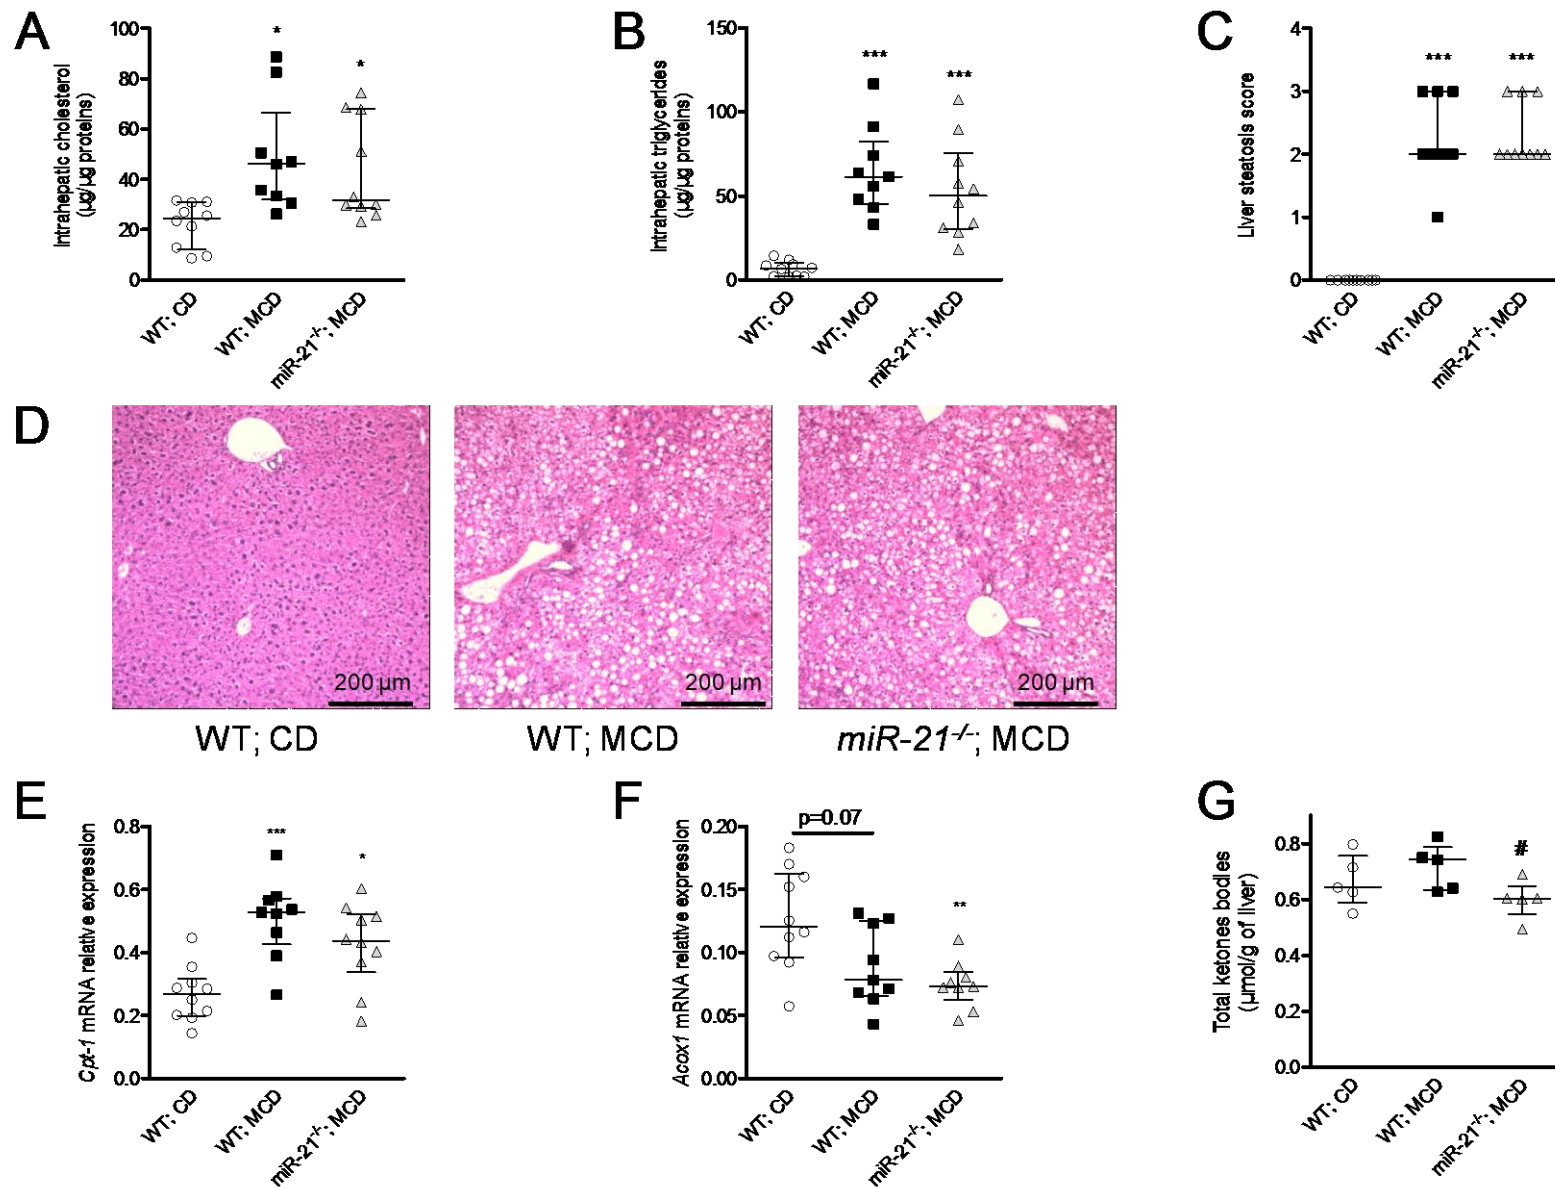 A
Intrahepatic cholesterol
(µg/µg proteins)
100
80
60
40
20
0
*
*
WT; CD
WT; MCD
miR-21-/-; MCD
B
Intrahepatic triglycerides
(µg/µg proteins)
150
100
50
0
***
***
WT; CD
WT; MCD
miR-21-/-; MCD
C
Liver steatosis score
4
3
2
1
0
***
***
WT; CD
WT; MCD
miR-21-/-; MCD
D
200 µm
200 µm
200 µm
WT; CD
WT; MCD
miR-21-/-; MCD
E
Cpt-1 mRNA relative expression
0.8
0.6
0.4
0.2
0.0
***
*
WT; CD
WT; MCD
miR-21-/-; MCD
F
Acox1 mRNA relative expression
0.20
0.15
0.10
0.05
0.00
p=0.07
**
WT; CD
WT; MCD
miR-21-/-; MCD
G
Total ketones bodies
(µmol/g of liver)
0.8
0.6
0.4
0.2
0.0
#
WT; CD
WT; MCD
miR-21-/-; MCD